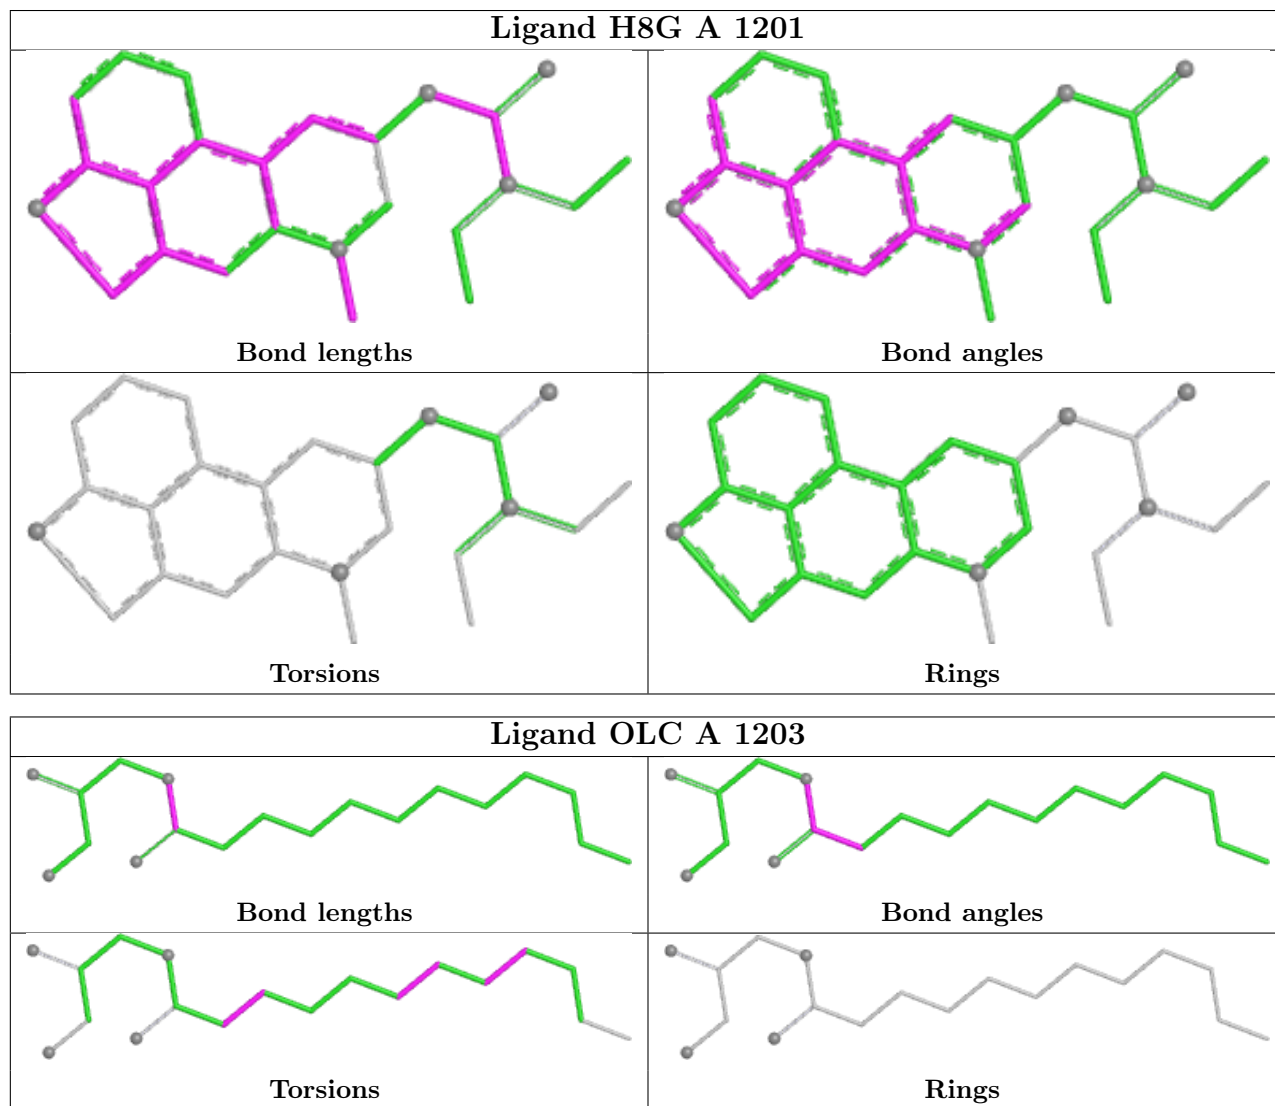 Ligand H8G A 1201
Bond lengths
Bond angles
Torsions
Rings
Ligand OLC A 1203
Bond lengths
Bond angles
Torsions
Rings